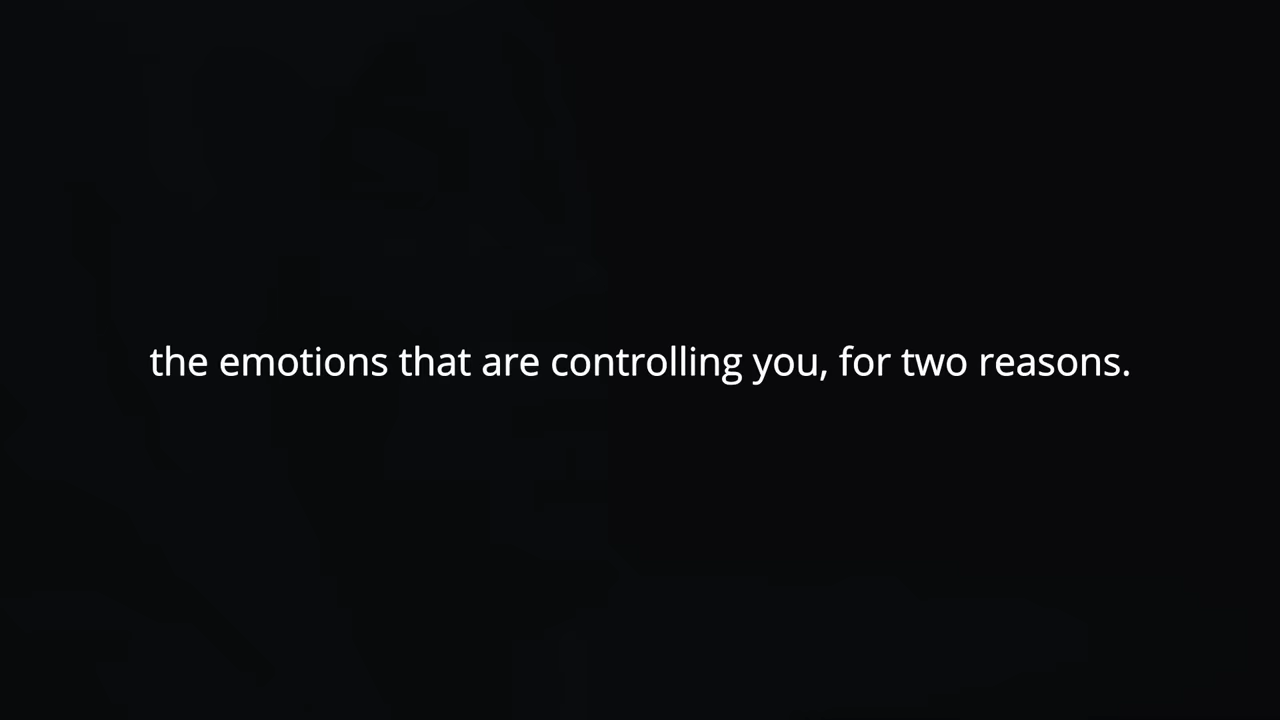 the emotions that are controlling you, for two reasons.